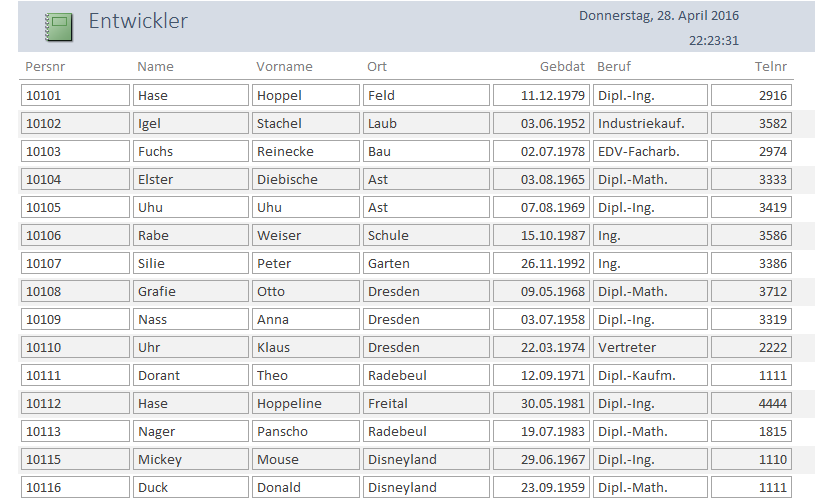 Entwickler
Donnerstag, 28. April 2016
22:23:31
Persnr Name Vorname Ort Gebdat Beruf Telnr
10101 Hase Hoppel Feld 11.12.1979 Dipl.-Ing. 2916
10102 Igel Stachel Laub 03.06.1952 Industriekauf. 3582
10103 Fuchs Reinecke Bau 02.07.1978 EDV-Facharb. 2974
10104 Elster Diebische Ast 03.08.1965 Dipl.-Math. 3333
10105 Uhu Uhu Ast 07.08.1969 Dipl.-Ing. 3419
10106 Rabe Weiser Schule 15.10.1987 Ing. 3586
10107 Silie Peter Garten 26.11.1992 Ing. 3386
10108 Grafie Otto Dresden 09.05.1968 Dipl.-Math. 3712
10109 Nass Anna Dresden 03.07.1958 Dipl.-Ing. 3319
10110 Uhr Klaus Dresden 22.03.1974 Vertreter 2222
10111 Dorant Theo Radebeul 12.09.1971 Dipl.-Kaufm. 1111
10112 Hase Hoppeline Freital 30.05.1981 Dipl.-Ing. 4444
10113 Nager Panscho Radebeul 19.07.1983 Dipl.-Math. 1815
10115 Mickey Mouse Disneyland 29.06.1967 Dipl.-Ing. 1110
10116 Duck Donald Disneyland 23.09.1959 Dipl.-Math. 1111